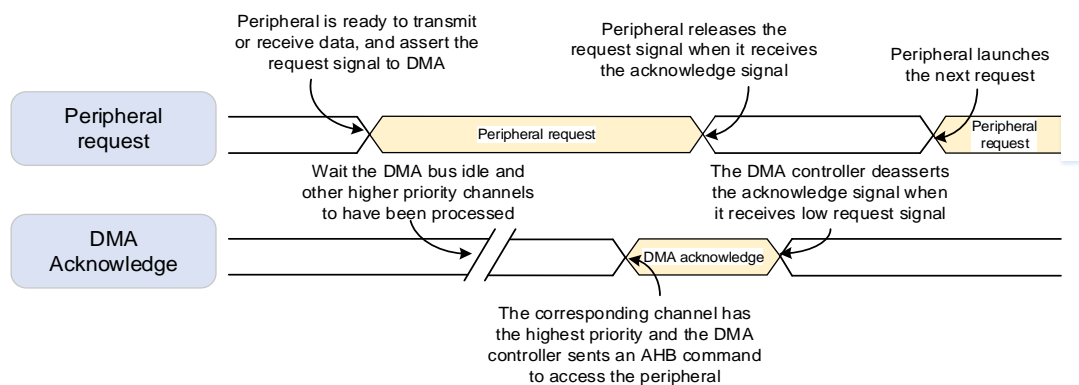 Peripheral is ready to transmit
or receive data, and assert the
request signal to DMA
Peripheral releases the
request signal when it receives
the acknowledge signal
Peripheral launches
the next request
Peripheral
request
Peripheral request
Peripheral
request
Wait the DMA bus idle and
other higher priority channels
to have been processed
The DMA controller deasserts
the acknowledge signal when
it receives low request signal
DMA
Acknowledge
DMA acknowledge
The corresponding channel has
the highest priority and the DMA
controller sents an AHB command
to access the peripheral